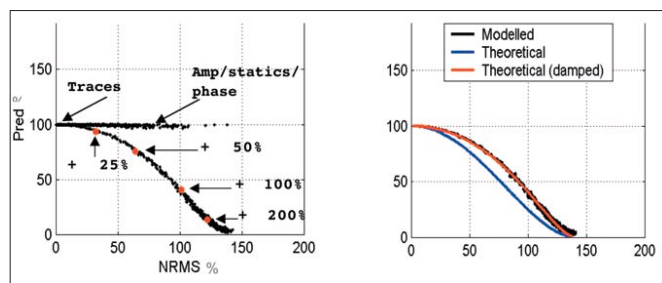 150
Amp/statics/
phase
Traces
Pred %
100
+ 50%
+ 25%
50
+ 100%
+ 200%
0
0 50 100 150 200
NRMS %
Modelled
Theoretical
Theoretical (damped)
150
100
50
0
0 50 100 150 200